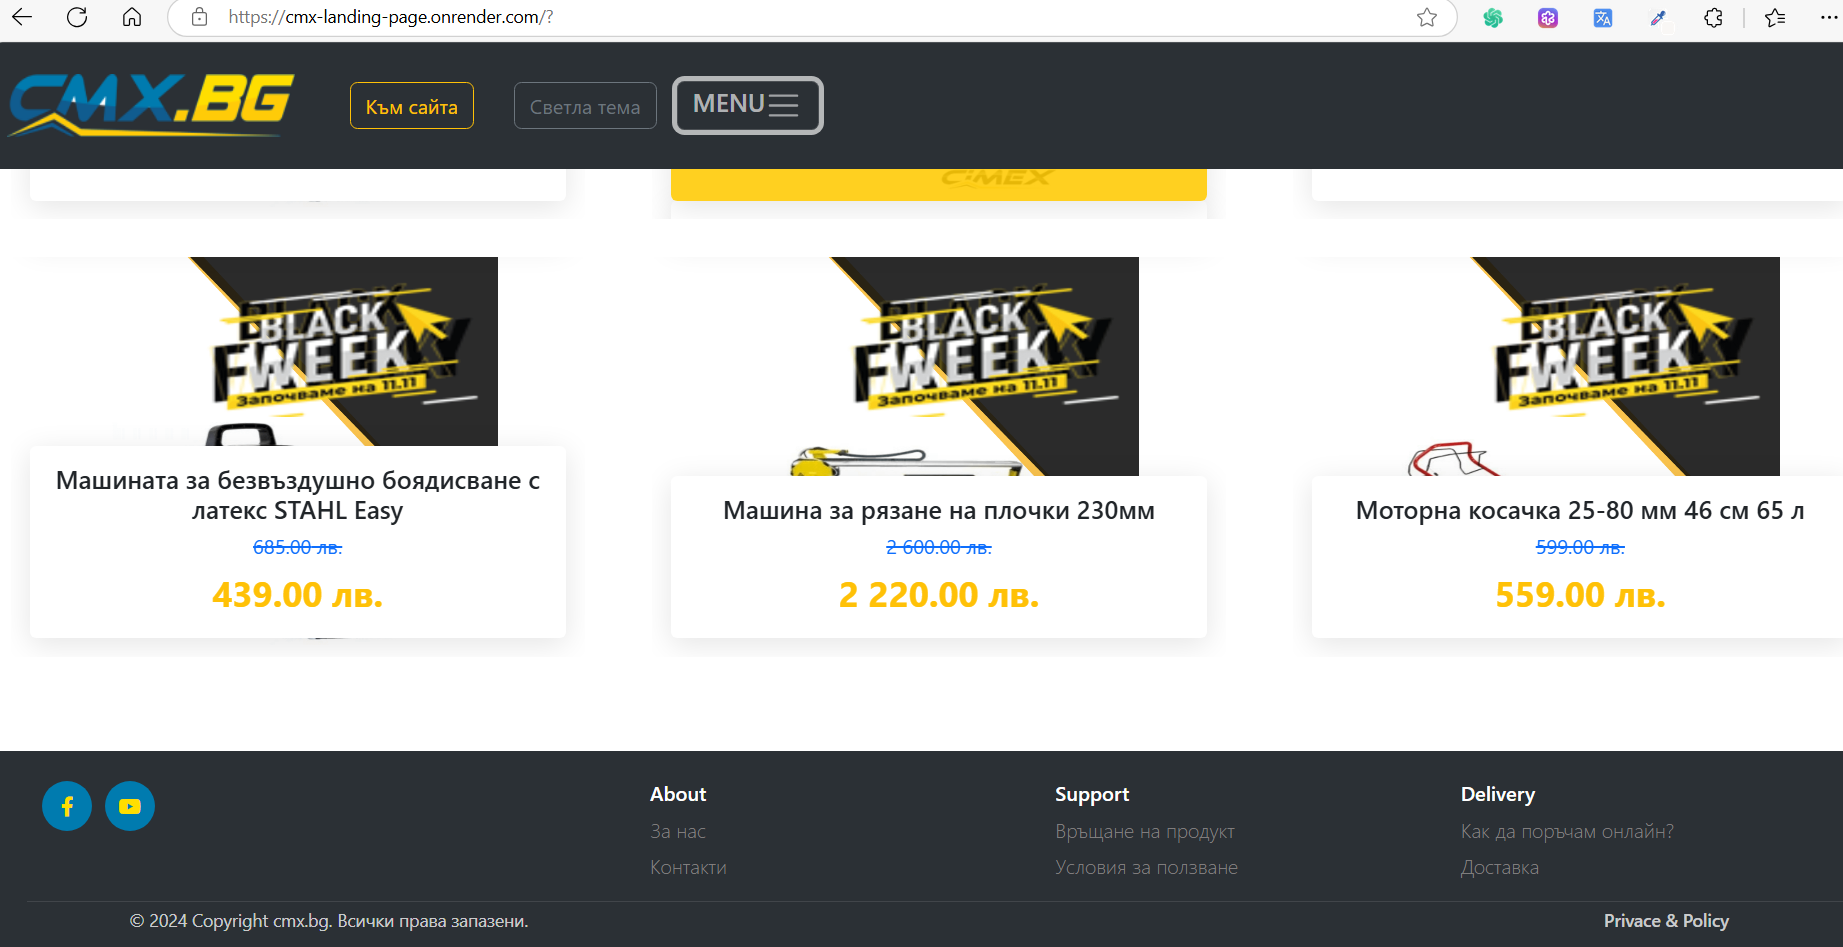 https://cmx-landing-page.onrender.com/?
CMX.BG
Към сайта
Светла тема
MENU
CIMEX
BLACK
WEEK
Започваме на 11.11
BLACK
WEEK
Започваме на 11.11
BLACK
WEEK
Започваме на 11.11
Машината за безвъздушно боядисване с
латекс STAHL Easy
685.00 лв.
439.00 лв.
Машина за рязане на плочки 230мм
2 600.00 лв.
2 220.00 лв.
Моторна косачка 25-80 мм 46 см 65 л
599.00 лв.
559.00 лв.
About
За нас
Контакти
Support
Връщане на продукт
Условия за ползване
Delivery
Как да поръчам онлайн?
Доставка
© 2024 Copyright cmx.bg. Всички права запазени.
Privace & Policy